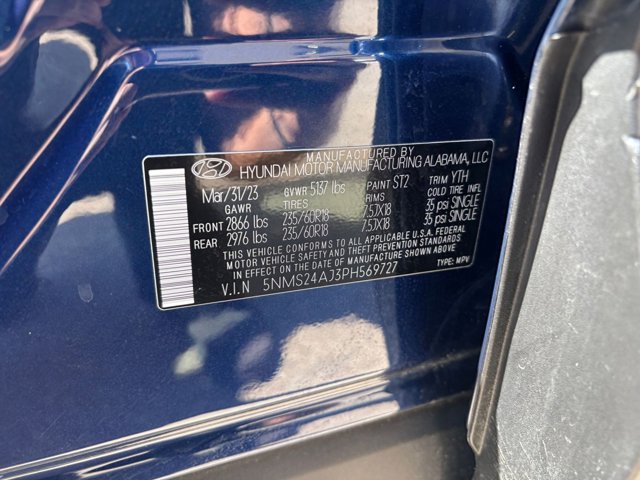 MANUFACTURED BY
HYUNDAI MOTOR MANUFACTURING ALABAMA, LLC
Mar/31/23 GVWR 5137 lbs PAINT ST2 TRIM YTH
GAWR TIRES RIMS COLD TIRE INFL
FRONT 2866 lbs 235/60R18 7.5JX18 35 psi SINGLE
REAR 2976 lbs 235/60R18 7.5JX18 35 psi SINGLE
THIS VEHICLE CONFORMS TO ALL APPLICABLE U.S.A. FEDERAL
MOTOR VEHICLE SAFETY AND THEFT PREVENTION STANDARDS
IN EFFECT ON THE DATE OF MANUFACTURE SHOWN ABOVE
V.I.N 5NMS24AJ3PH569727 TYPE: MPV